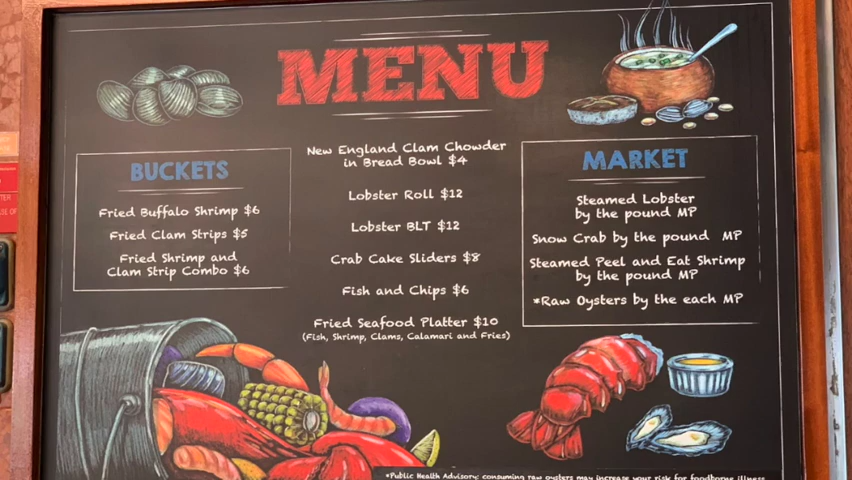 MENU
BUCKETS
Fried Buffalo Shrimp $6
Fried Clam Strips $5
Fried Shrimp and
Clam Strip Combo $6
New England Clam Chowder
in Bread Bowl $4
Lobster Roll $12
Lobster BLT $12
Crab Cake Sliders $8
Fish and Chips $6
Fried Seafood Platter $10
(Fish, Shrimp, Clams, Calamari and Fries)
MARKET
Steamed Lobster
by the pound MP
Snow Crab by the pound MP
Steamed Peel and Eat Shrimp
by the pound MP
*Raw Oysters by the each MP
*Public Health Advisory: consuming raw oysters may increase your risk for foodborne illness